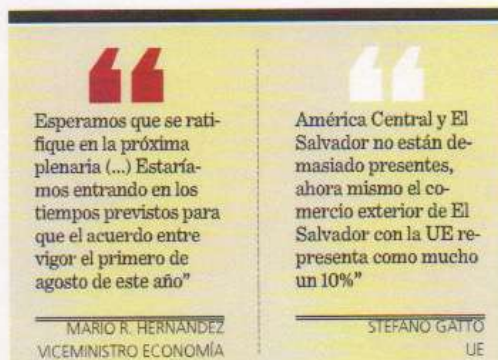 “
Esperamos que se rati-
fique en la próxima
plenaria (...) Estaría-
mos entrando en los
tiempos previstos para
que el acuerdo entre
vigor el primero de
agosto de este año”
MARIO R. HERNÁNDEZ
VICEMINISTRO ECONOMÍA
“
América Central y El
Salvador no están de-
masiado presentes,
ahora mismo el co-
mercio exterior de El
Salvador con la UE re-
presenta como mucho
un 10%”
STEFANO GATTO
UE